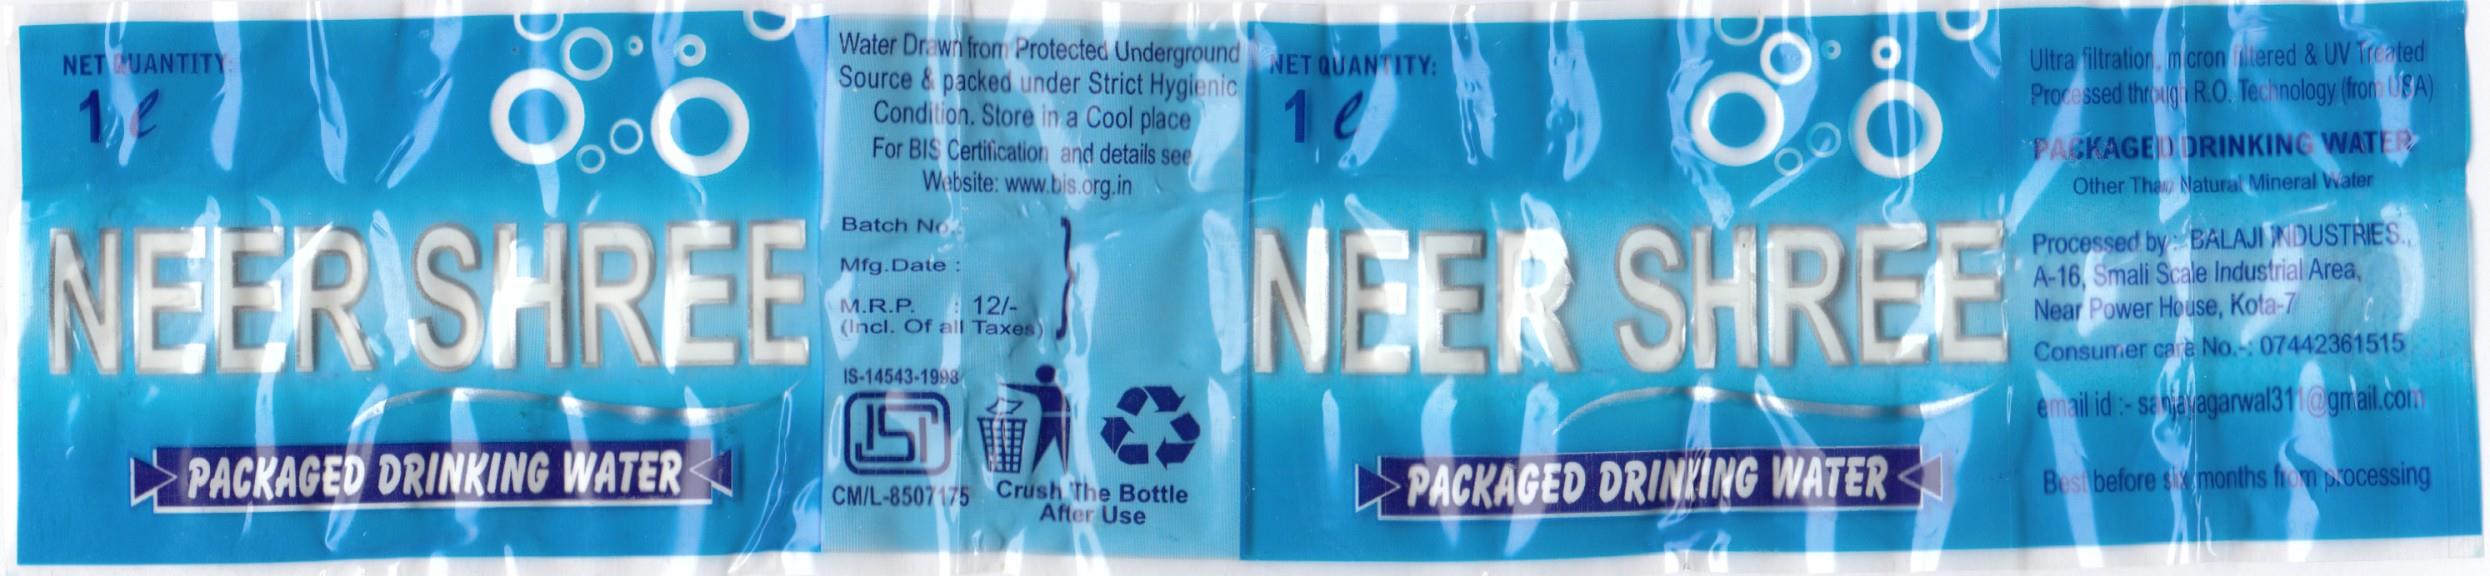 NET QUANTITY:
1 ℓ
NEER SHREE
PACKAGED DRINKING WATER
Water Drawn from Protected Underground
Source & packed under Strict Hygienic
Condition. Store in a Cool place
For BIS Certification and details see
Website: www.bis.org.in
Batch No.:
Mfg.Date :
M.R.P. : 12/-
(Incl. Of all Taxes)
IS-14543-1998
ISI
CM/L-8507175
Crush The Bottle
After Use
NET QUANTITY:
1 ℓ
NEER SHREE
PACKAGED DRINKING WATER
Ultra filtration, micron filtered & UV Treated
Processed through R.O. Technology (from USA)
PACKAGED DRINKING WATER
Other Than Natural Mineral Water
Processed by:- BALAJI INDUSTRIES.,
A-16, Smali Scale Industrial Area,
Near Power House, Kota-7
Consumer care No.-: 07442361515
email id :- sanjayagarwal311@gmail.com
Best before six months from processing